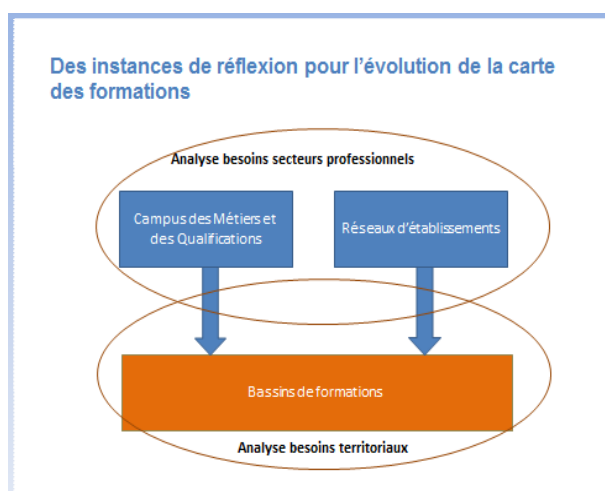 Des instances de réflexion pour l'évolution de la carte
des formations
Analyse besoins secteurs professionnels
Campus des Métiers et
des Qualifications
Réseaux d'établissements
Bassins de formations
Analyse besoins territoriaux